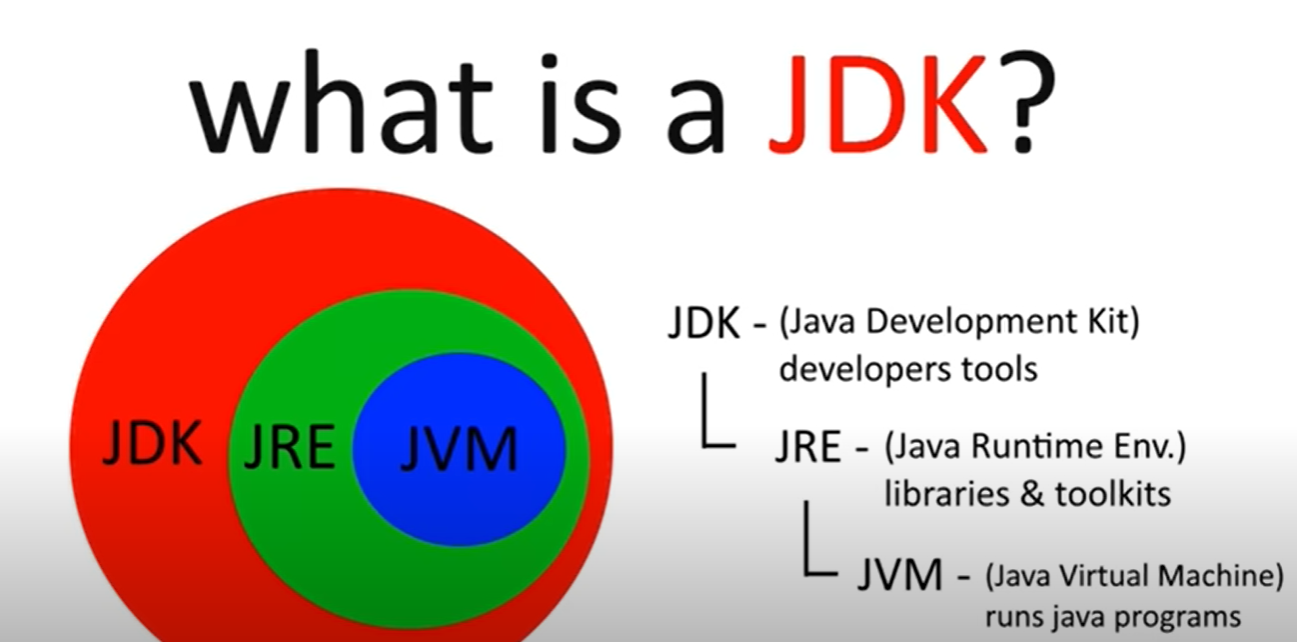 what is a JDK?
JDK JRE JVM
JDK - (Java Development Kit)
developers tools
JRE - (Java Runtime Env.)
libraries & toolkits
JVM - (Java Virtual Machine)
runs java programs